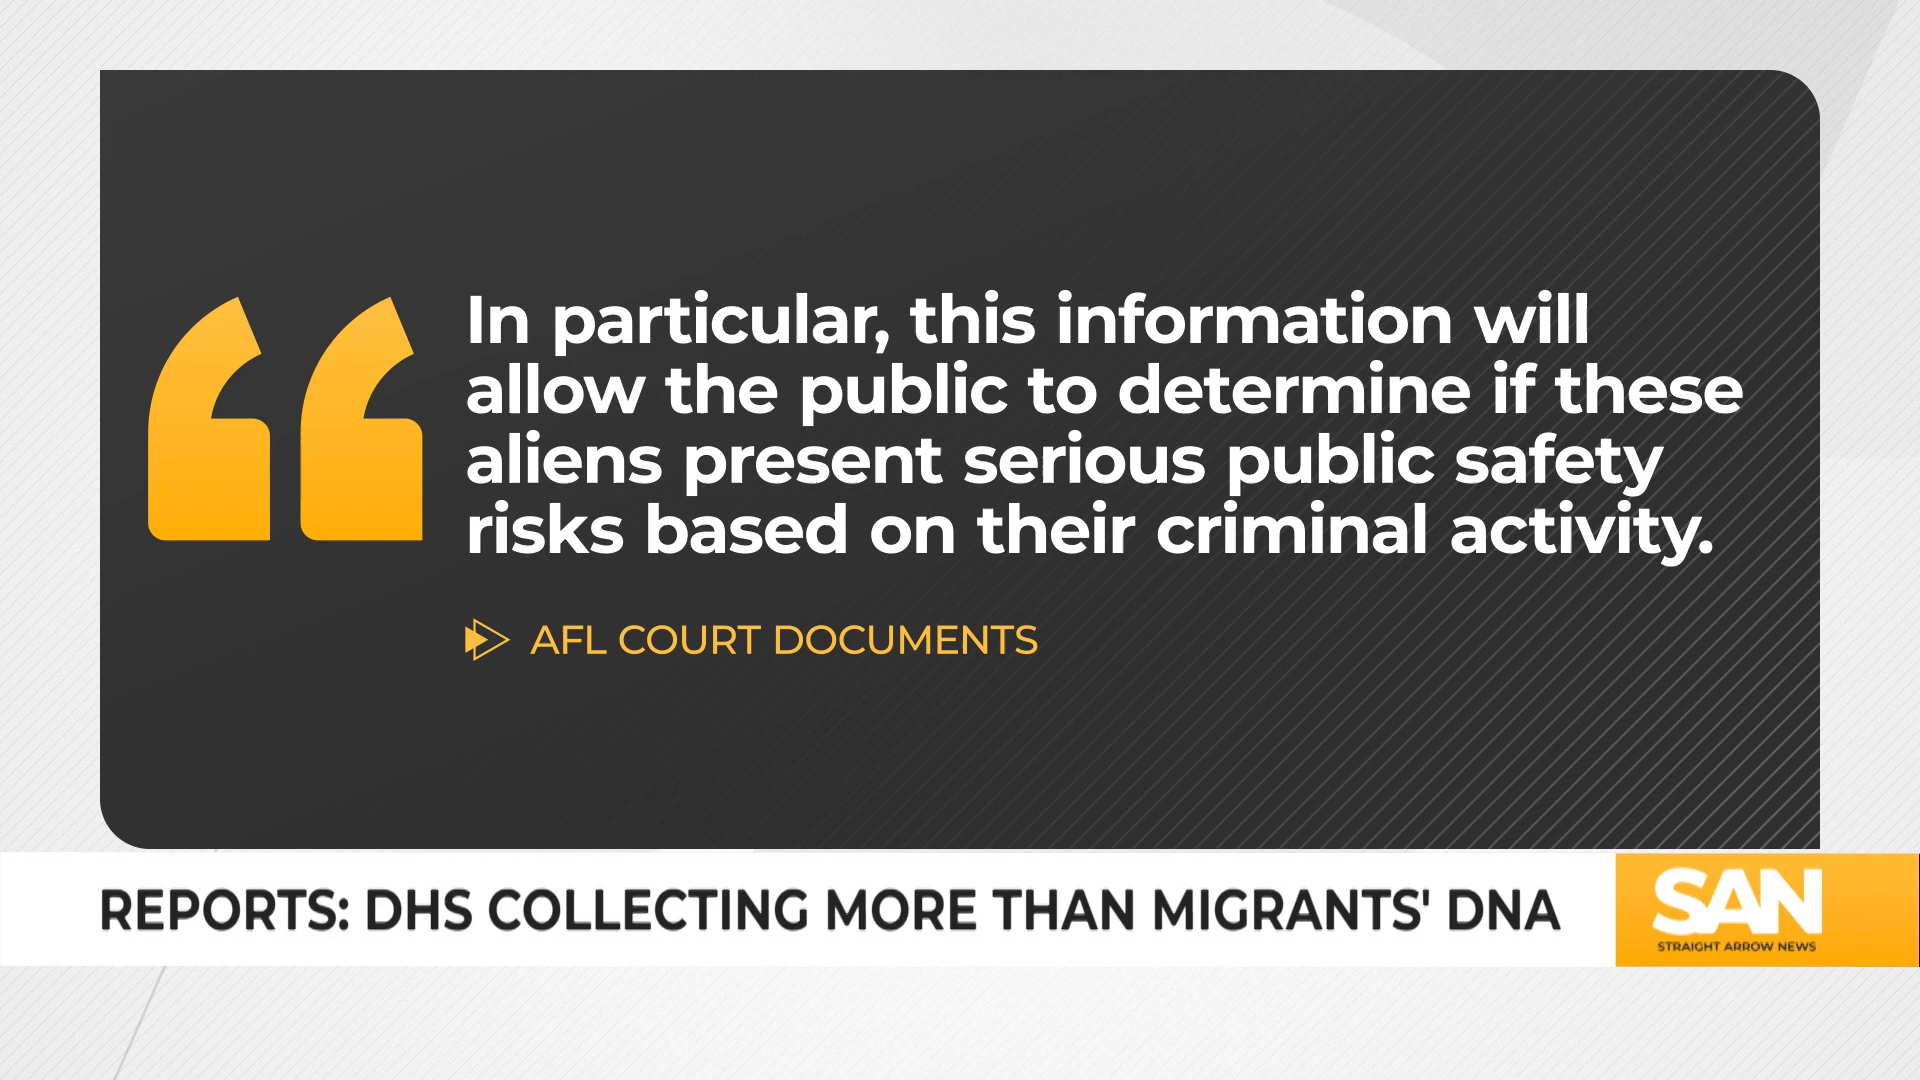 In particular, this information will
allow the public to determine if these
aliens present serious public safety
risks based on their criminal activity.
AFL COURT DOCUMENTS
REPORTS: DHS COLLECTING MORE THAN MIGRANTS' DNA
SAN
STRAIGHT ARROW NEWS